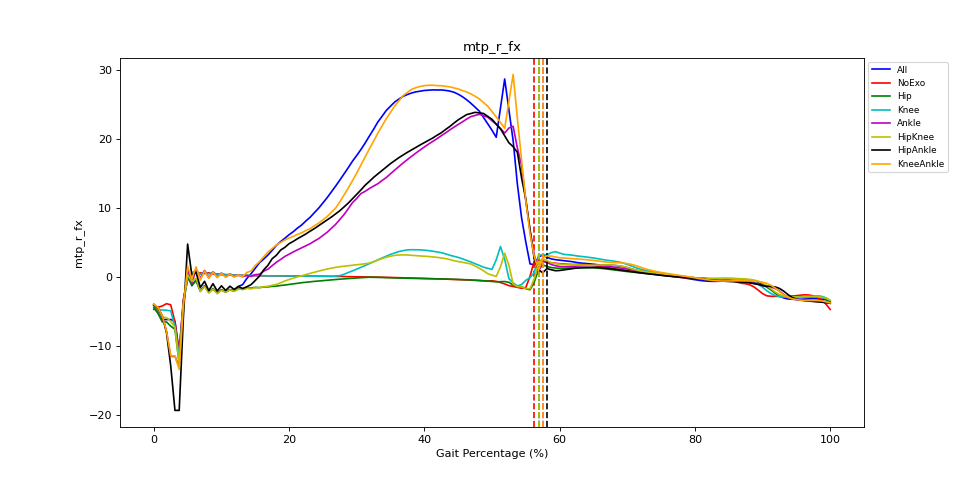 mtp_r_fx
30
20
10
0
−10
−20
mtp_r_fx
0
20
40
60
80
100
Gait Percentage (%)
All
NoExo
Hip
Knee
Ankle
HipKnee
HipAnkle
KneeAnkle